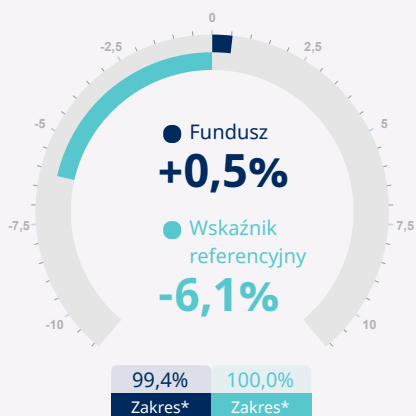 0
-2,5
2,5
-5
5
Fundusz
+0,5%
-7,5
7,5
Wskaźnik
referencyjny
-6,1%
-10
10
99,4%
100,0%
Zakres*
Zakres*